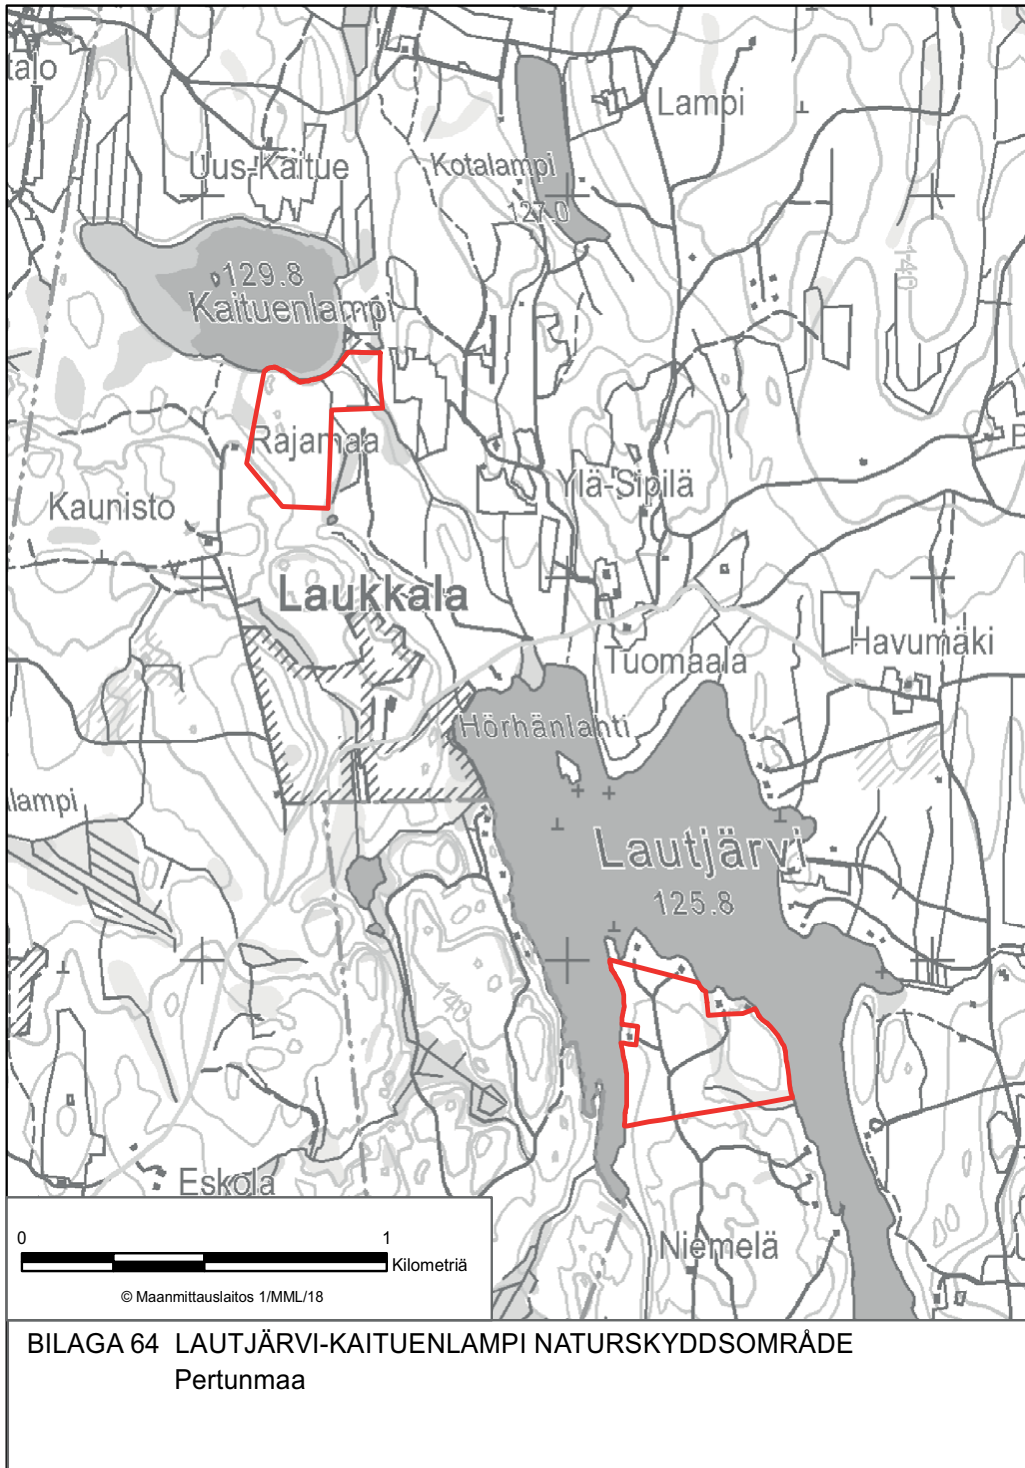 talo
Lampi
Uus-Kaitue
Kotalampi
127.0
140
129.8
Kaituenlampi
Rajamaa
Ylä-Sipilä
Kaunisto
Laukkala
Tuomaala
Havumäki
Hörhänlahti
lampi
Lautjärvi
125.8
140
Eskola
Niemelä
0 1
Kilometriä
© Maanmittauslaitos 1/MML/18
BILAGA 64 LAUTJÄRVI-KAITUENLAMPI NATURSKYDDSOMRÅDE
Pertunmaa